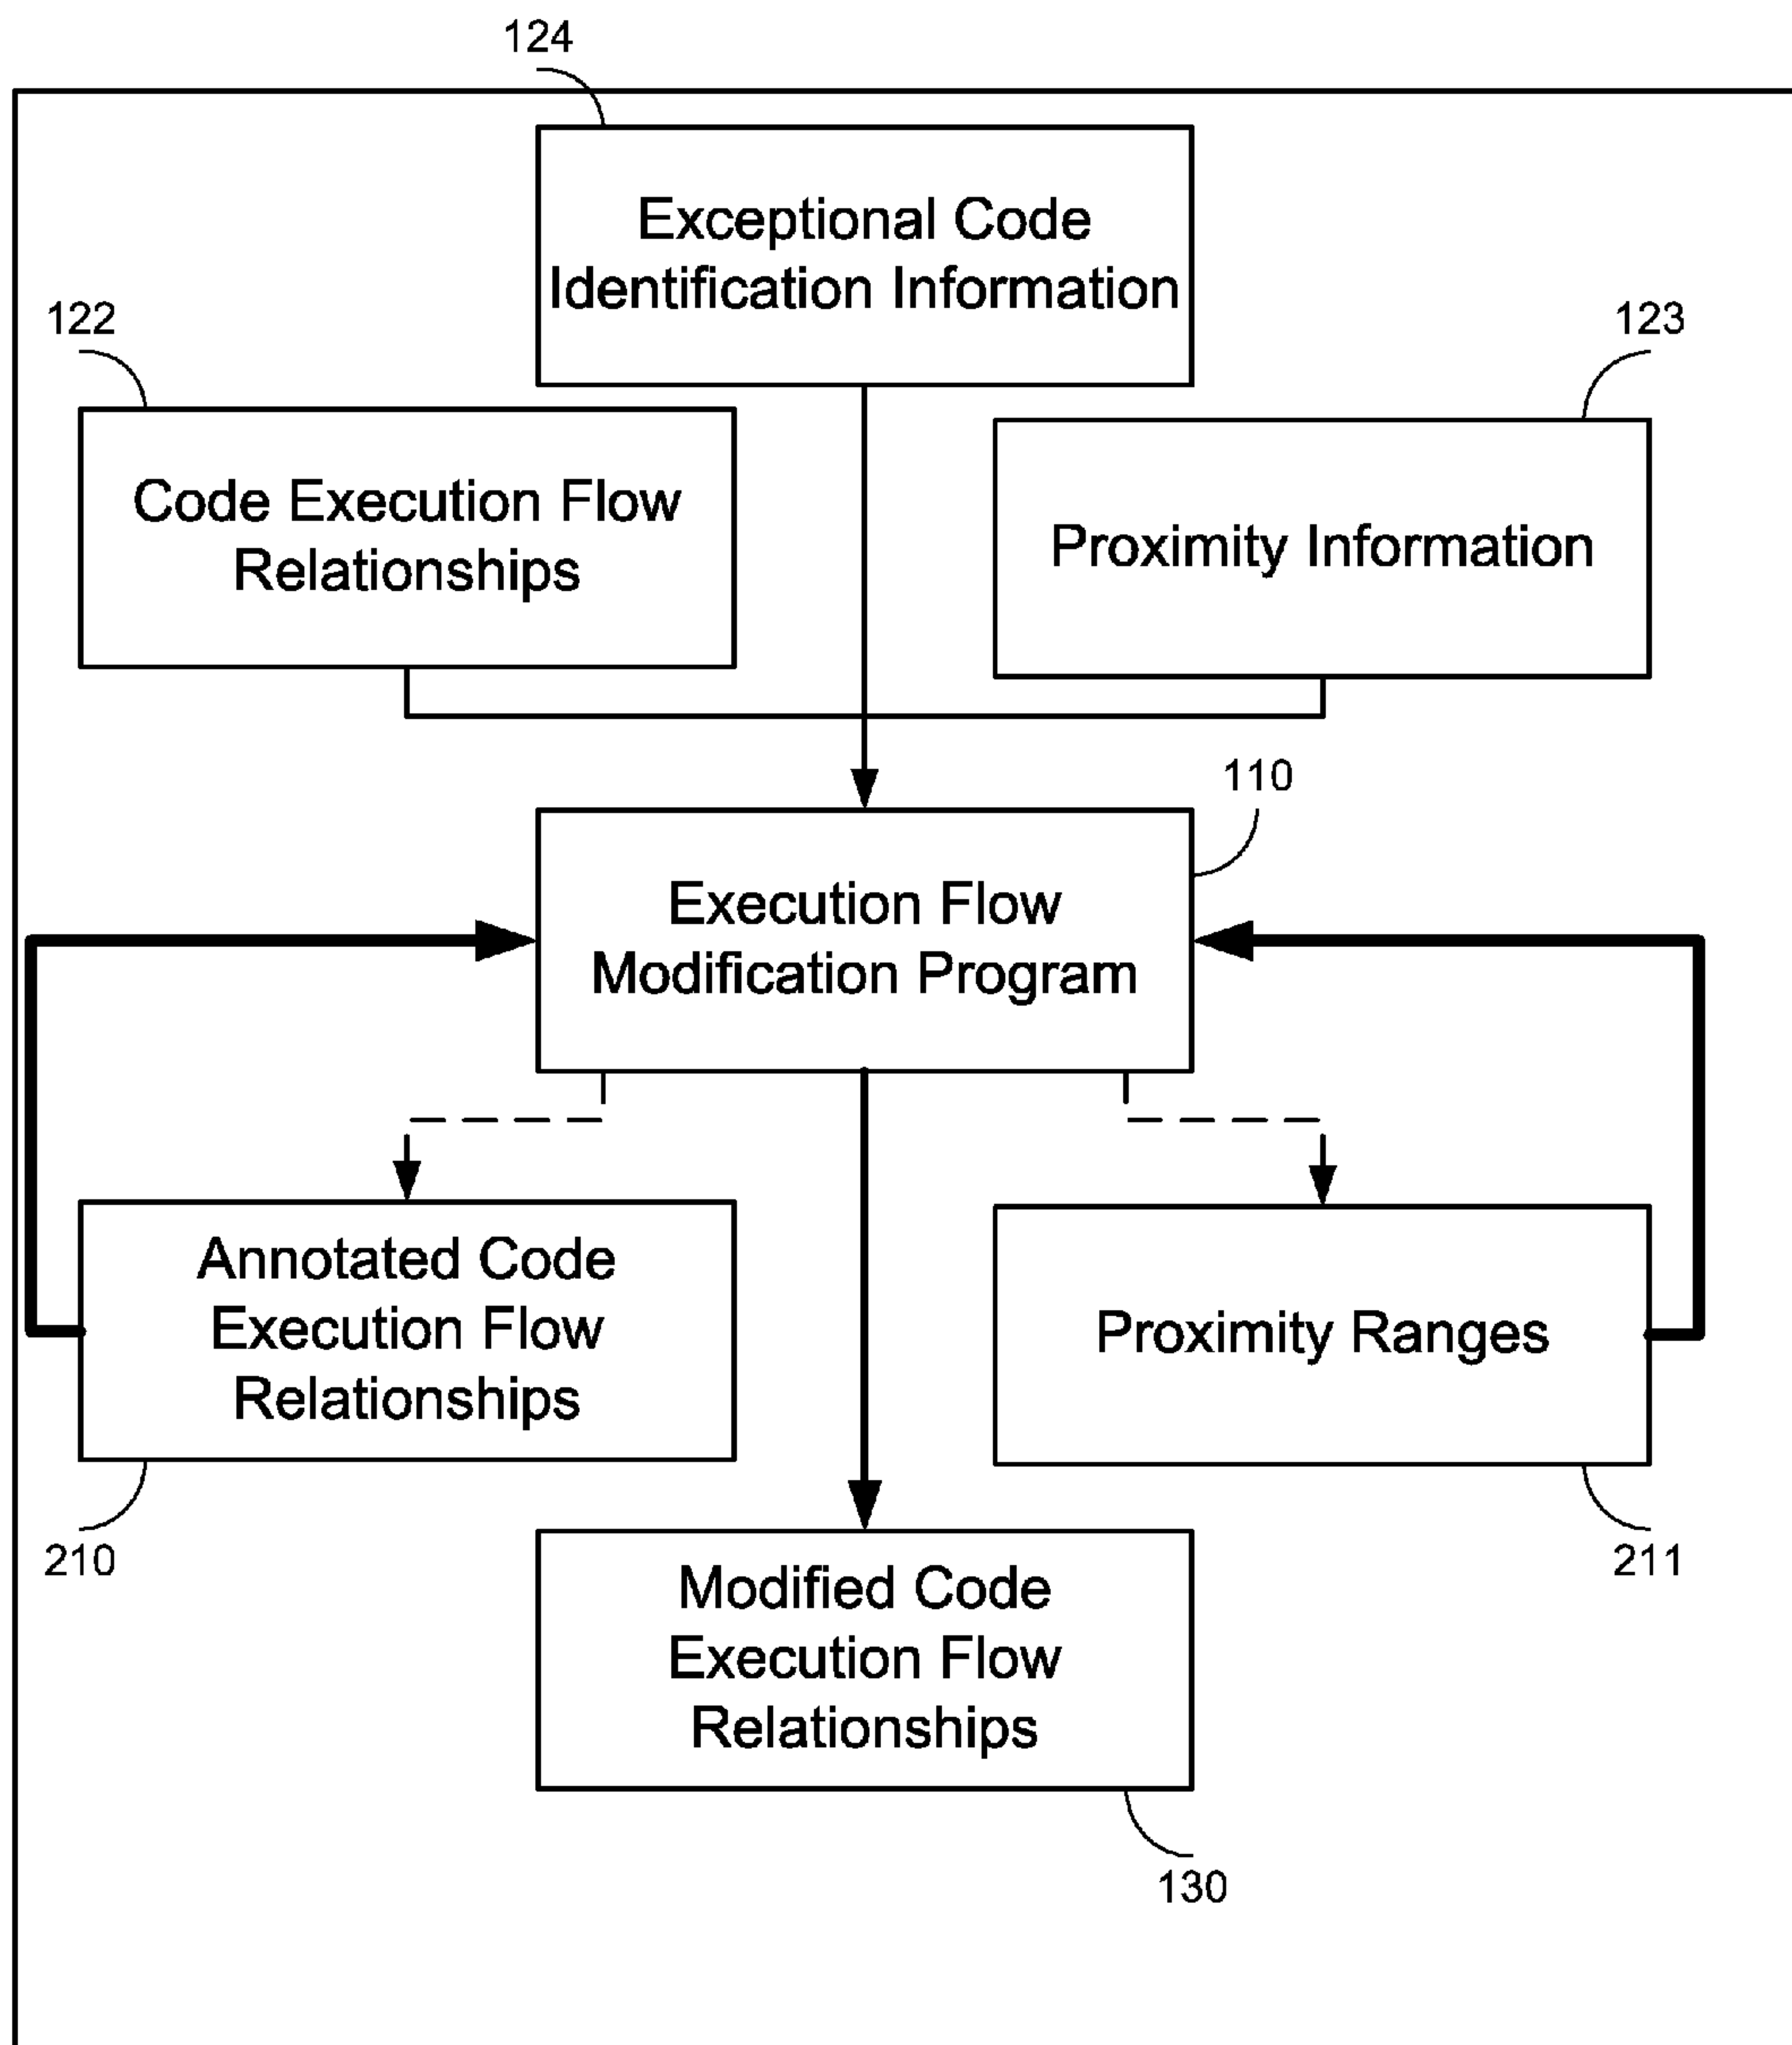 124
Exceptional Code
Identification Information
122
123
Code Execution Flow
Relationships
Proximity Information
110
Execution Flow
Modification Program
Annotated Code
Execution Flow
Relationships
Proximity Ranges
210
211
Modified Code
Execution Flow
Relationships
130